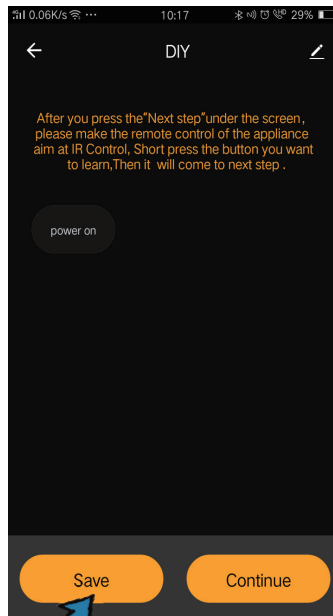 0.06K/s ··· 10:17 29%
DIY
After you press the"Next step"under the screen,
please make the remote control of the appliance
aim at IR Control, Short press the button you want
to learn,Then it will come to next step .
power on
Save Continue